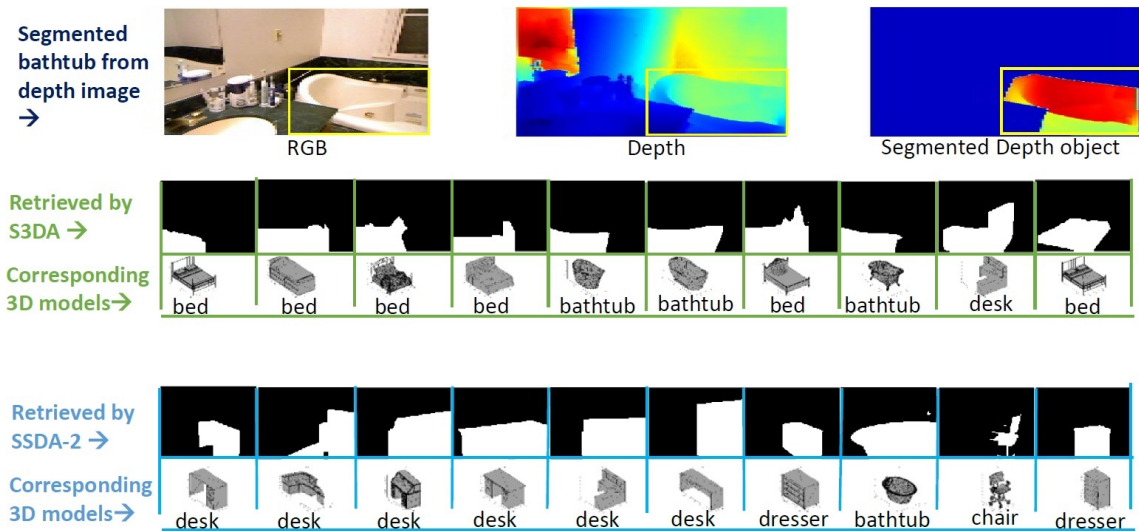 Segmented
bathtub from
depth image
→
RGB
Depth
Segmented Depth object
Retrieved by
S3DA →
Corresponding
3D models→
bed bed bed bed bathtub bathtub bed bathtub desk bed
Retrieved by
SSDA-2 →
Corresponding
3D models→
desk desk desk desk desk desk dresser bathtub chair dresser